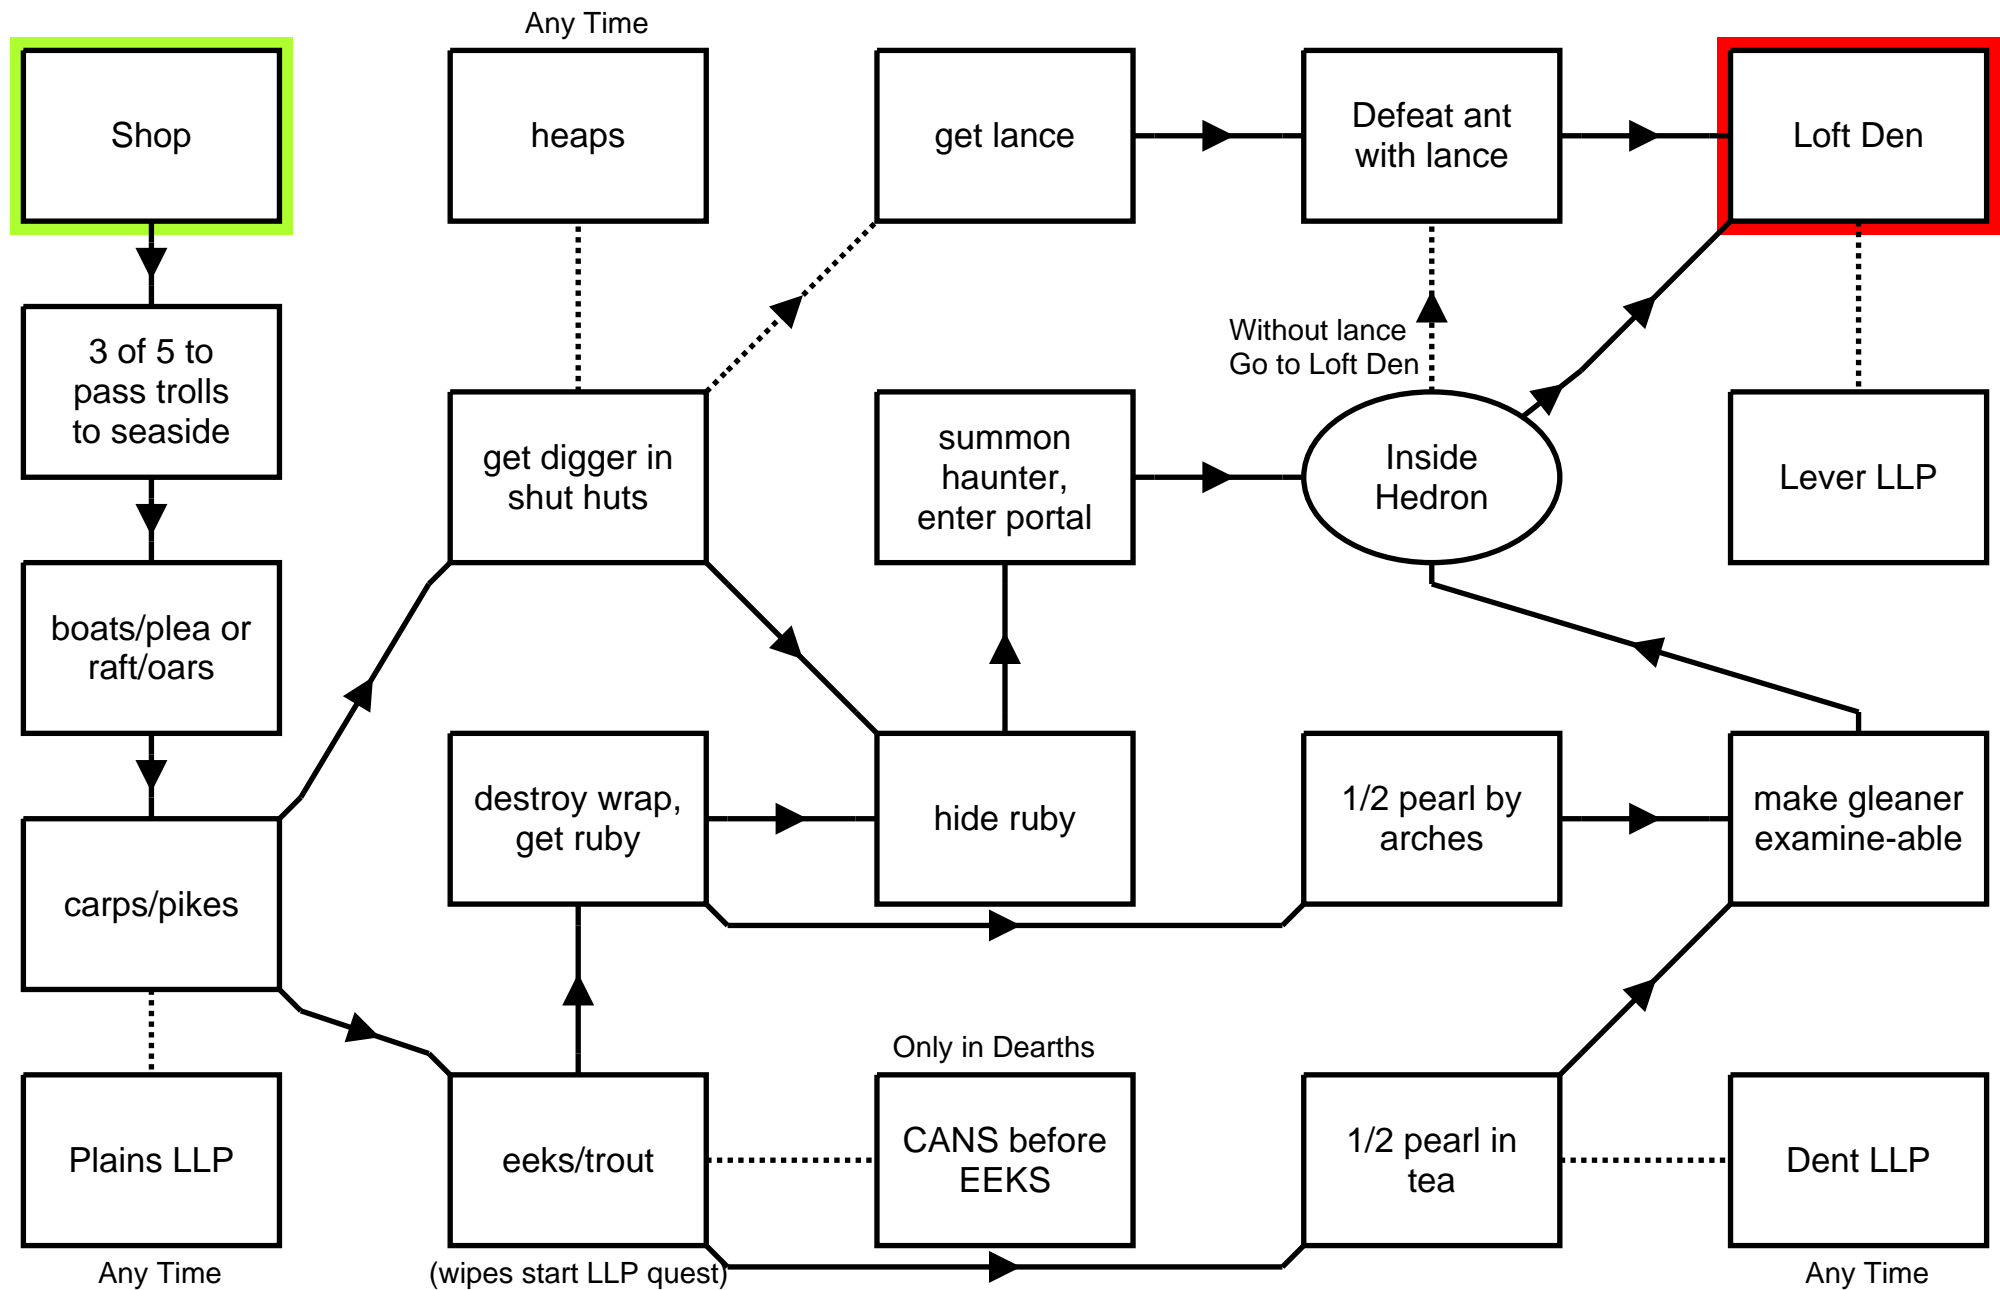 Any Time
Shop
heaps
get lance
Defeat ant
with lance
Loft Den
3 of 5 to
pass trolls
to seaside
Without lance
Go to Loft Den
get digger in
shut huts
summon
haunter,
enter portal
Inside
Hedron
Lever LLP
boats/plea or
raft/oars
destroy wrap,
get ruby
hide ruby
1/2 pearl by
arches
make gleaner
examine-able
carps/pikes
Only in Dearths
Plains LLP
eeks/trout
CANS before
EEKS
1/2 pearl in
tea
Dent LLP
Any Time
(wipes start LLP quest)
Any Time